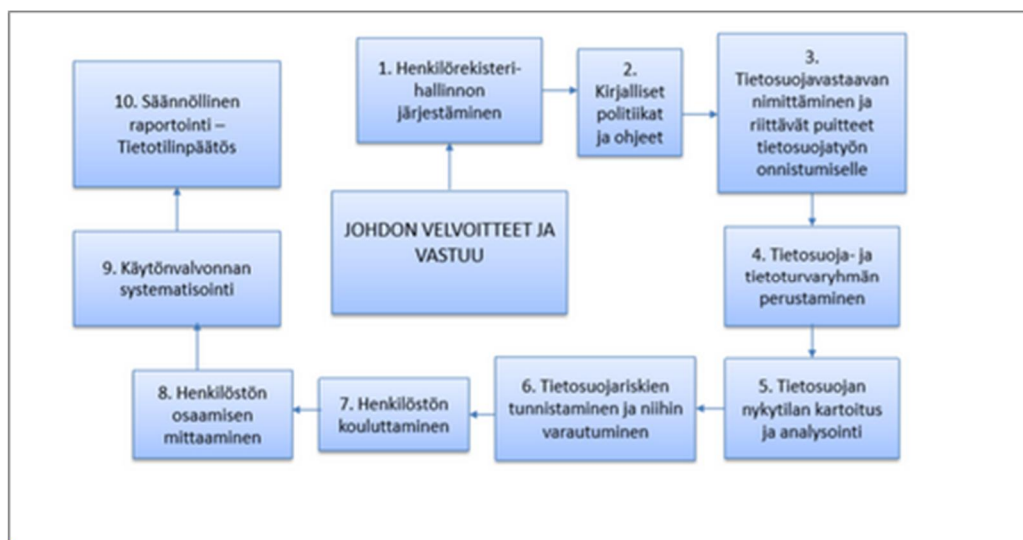 JOHDON VELVOITTEET JA
VASTUU
1. Henkilörekisteri-
hallinnon
järjestäminen
2.
Kirjalliset
politiikat
ja ohjeet
3.
Tietosuojavastaavan
nimittäminen ja
riittävät puitteet
tietosuojatyön
onnistumiselle
4. Tietosuoja- ja
tietoturvaryhmän
perustaminen
5. Tietosuojan
nykytilan kartoitus
ja analysointi
6. Tietosuojariskien
tunnistaminen ja niihin
varautuminen
7. Henkilöstön
kouluttaminen
8. Henkilöstön
osaamisen
mittaaminen
9. Käytönvalvonnan
systematisointi
10. Säännöllinen
raportointi –
Tietotilinpäätös